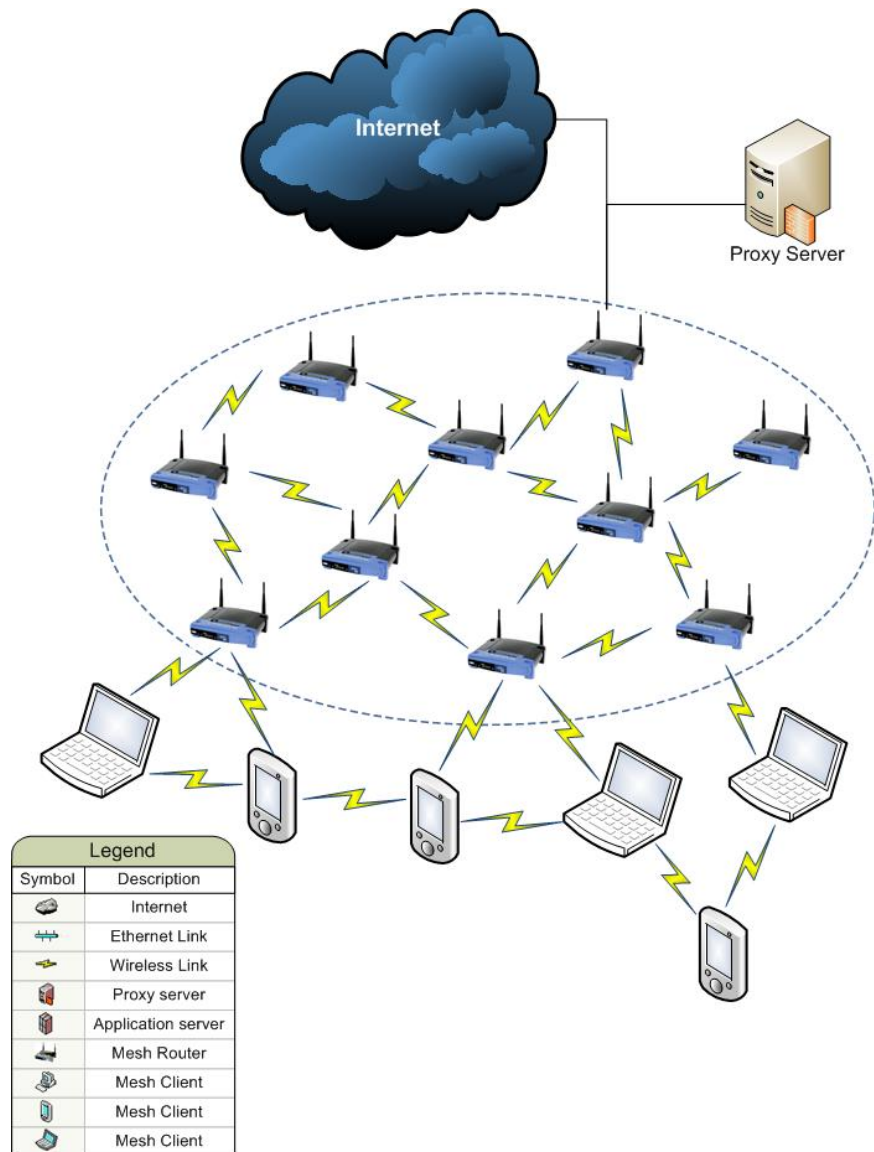 Internet
Proxy Server
Legend
Symbol Description
Internet
Ethernet Link
Wireless Link
Proxy server
Application server
Mesh Router
Mesh Client
Mesh Client
Mesh Client